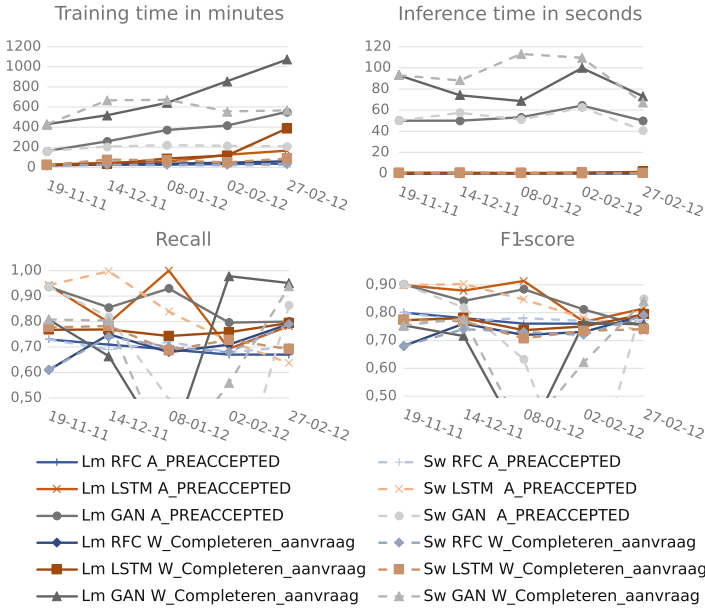 Training time in minutes
Inference time in seconds
1200
1000
800
600
400
200
0
19-11-11
14-12-11
08-01-12
02-02-12
27-02-12
120
100
80
60
40
20
0
19-11-11
14-12-11
08-01-12
02-02-12
27-02-12
Recall
F1-score
1,00
0,90
0,80
0,70
0,60
0,50
19-11-11
14-12-11
08-01-12
02-02-12
27-02-12
0,90
0,80
0,70
0,60
0,50
19-11-11
14-12-11
08-01-12
02-02-12
27-02-12
Lm RFC A_PREACCEPTED
Lm LSTM A_PREACCEPTED
Lm GAN A_PREACCEPTED
Lm RFC W_Completeren_aanvraag
Lm LSTM W_Completeren_aanvraag
Lm GAN W_Completeren_aanvraag
Sw RFC A_PREACCEPTED
Sw LSTM  A_PREACCEPTED
Sw GAN  A_PREACCEPTED
Sw RFC W_Completeren_aanvraag
Sw LSTM W_Completeren_aanvraag
Sw GAN W_Completeren_aanvraag